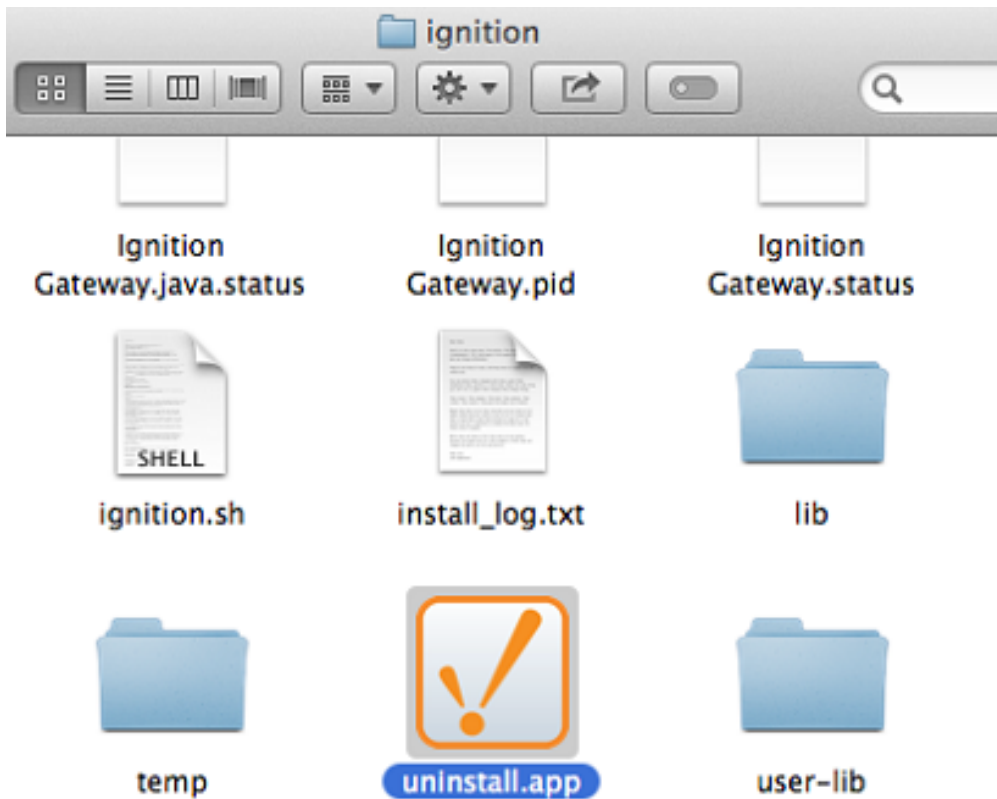 ignition
Ignition
Gateway.java.status
Ignition
Gateway.pid
Ignition
Gateway.status
SHELL
ignition.sh
install_log.txt
lib
temp
uninstall.app
user-lib